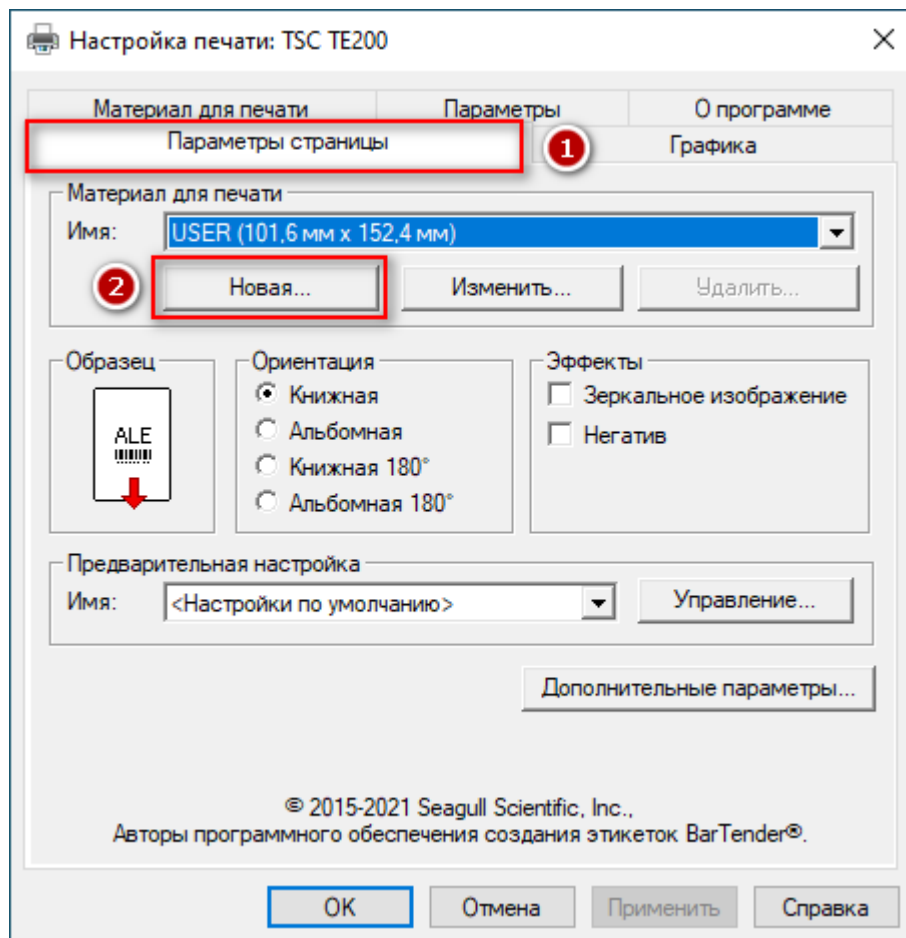 Настройка печати: TSC TE200
Материал для печати Параметры О программе
Параметры страницы 1 Графика
Материал для печати
Имя: USER (101,6 мм x 152,4 мм)
2 Новая... Изменить... Удалить...
Образец Ориентация Эффекты
Книжная Зеркальное изображение
ALE Альбомная Негатив
Книжная 180°
Альбомная 180°
Предварительная настройка
Имя: <Настройки по умолчанию> Управление...
Дополнительные параметры...
© 2015-2021 Seagull Scientific, Inc.,
Авторы программного обеспечения создания этикеток BarTender®.
OK Отмена Применить Справка